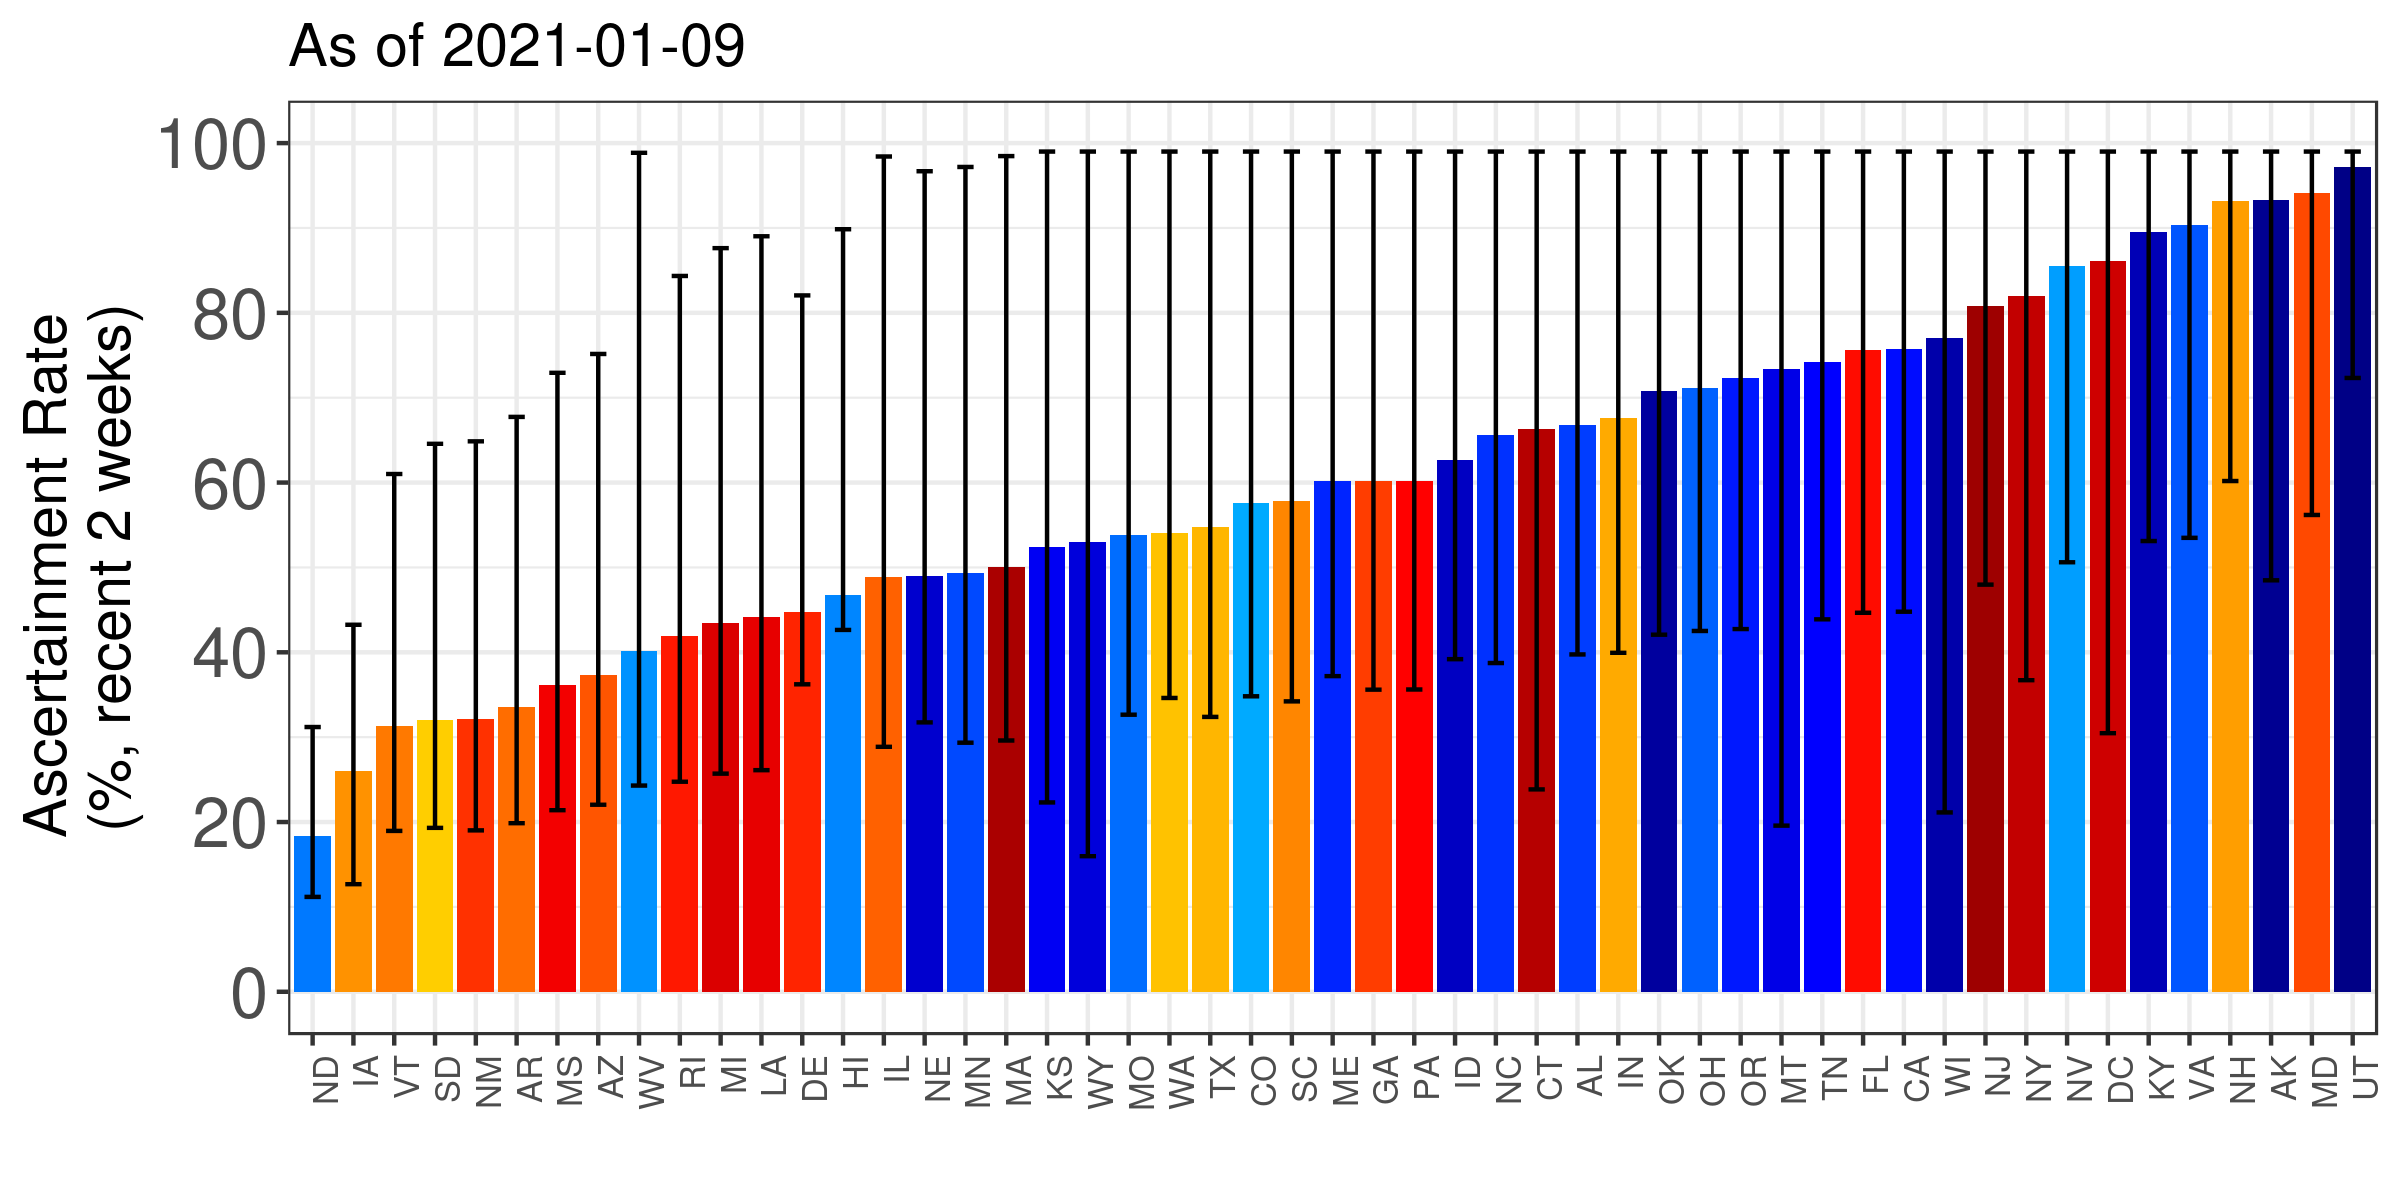 As of 2021-01-09
Ascertainment Rate
(%, recent 2 weeks)
100
80
60
40
20
0
ND IA VT SD NM AR MS AZ WV RI MI LA DE HI IL NE MN MA KS WY MO WA TX CO SC ME GA PA ID NC CT AL IN OK OH OR MT TN FL CA WI NJ NY NV DC KY VA NH AK MD UT